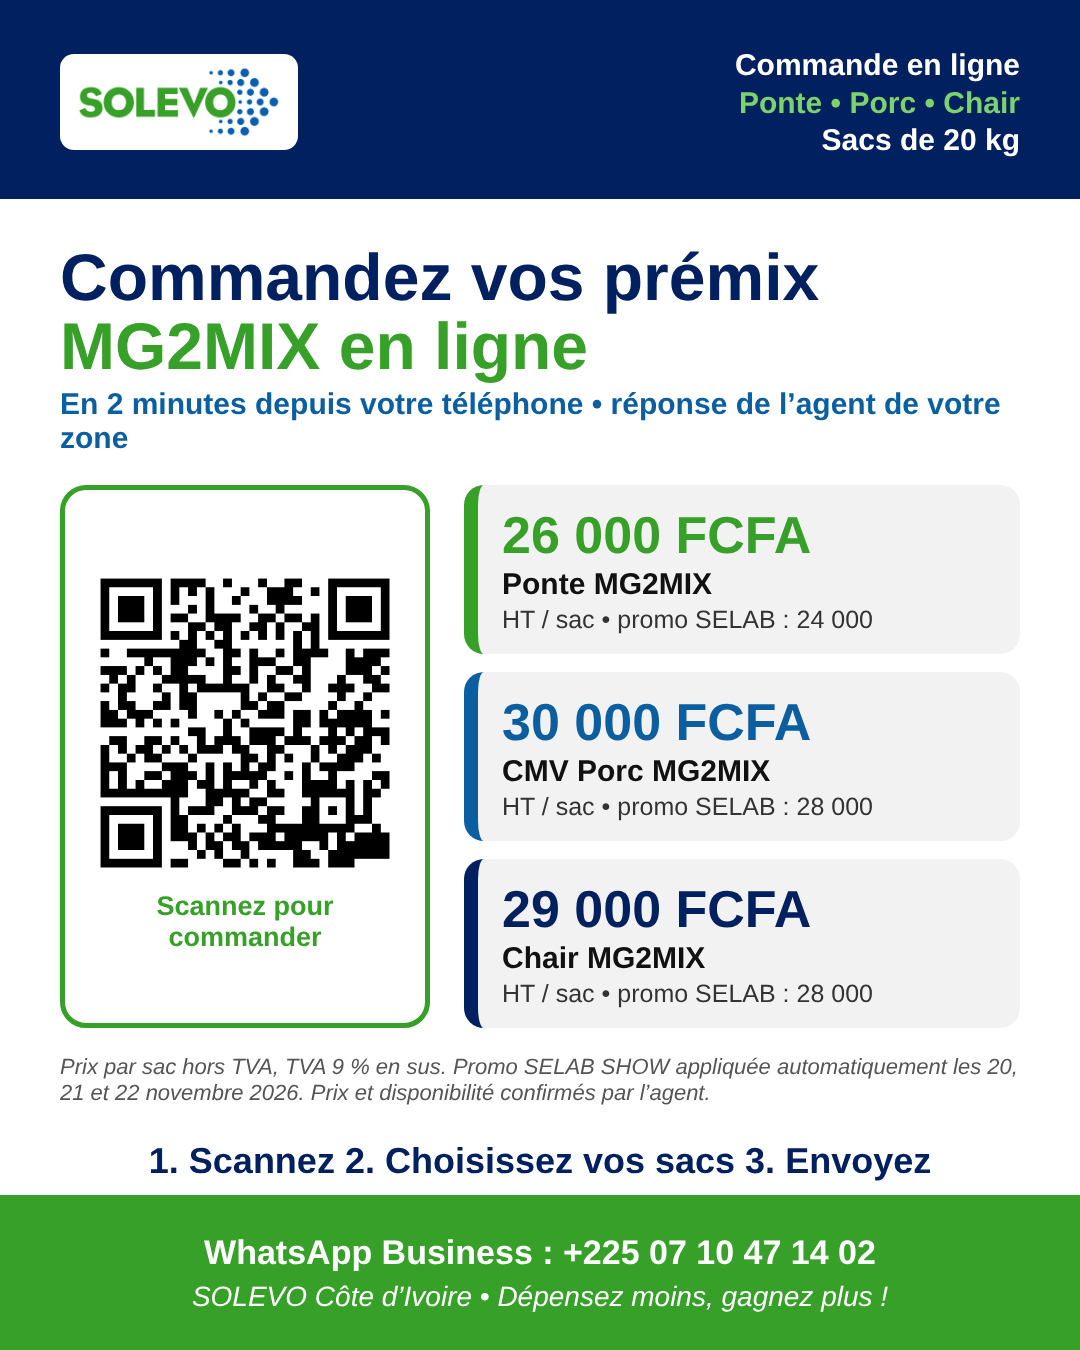 SOLEVO
Commande en ligne
Ponte • Porc • Chair
Sacs de 20 kg
Commandez vos prémix
MG2MIX en ligne
En 2 minutes depuis votre téléphone • réponse de l’agent de votre
zone
Scannez pour
commander
26 000 FCFA
Ponte MG2MIX
HT / sac • promo SELAB : 24 000
30 000 FCFA
CMV Porc MG2MIX
HT / sac • promo SELAB : 28 000
29 000 FCFA
Chair MG2MIX
HT / sac • promo SELAB : 28 000
Prix par sac hors TVA, TVA 9 % en sus. Promo SELAB SHOW appliquée automatiquement les 20,
21 et 22 novembre 2026. Prix et disponibilité confirmés par l’agent.
1. Scannez 2. Choisissez vos sacs 3. Envoyez
WhatsApp Business : +225 07 10 47 14 02
SOLEVO Côte d’Ivoire • Dépensez moins, gagnez plus !